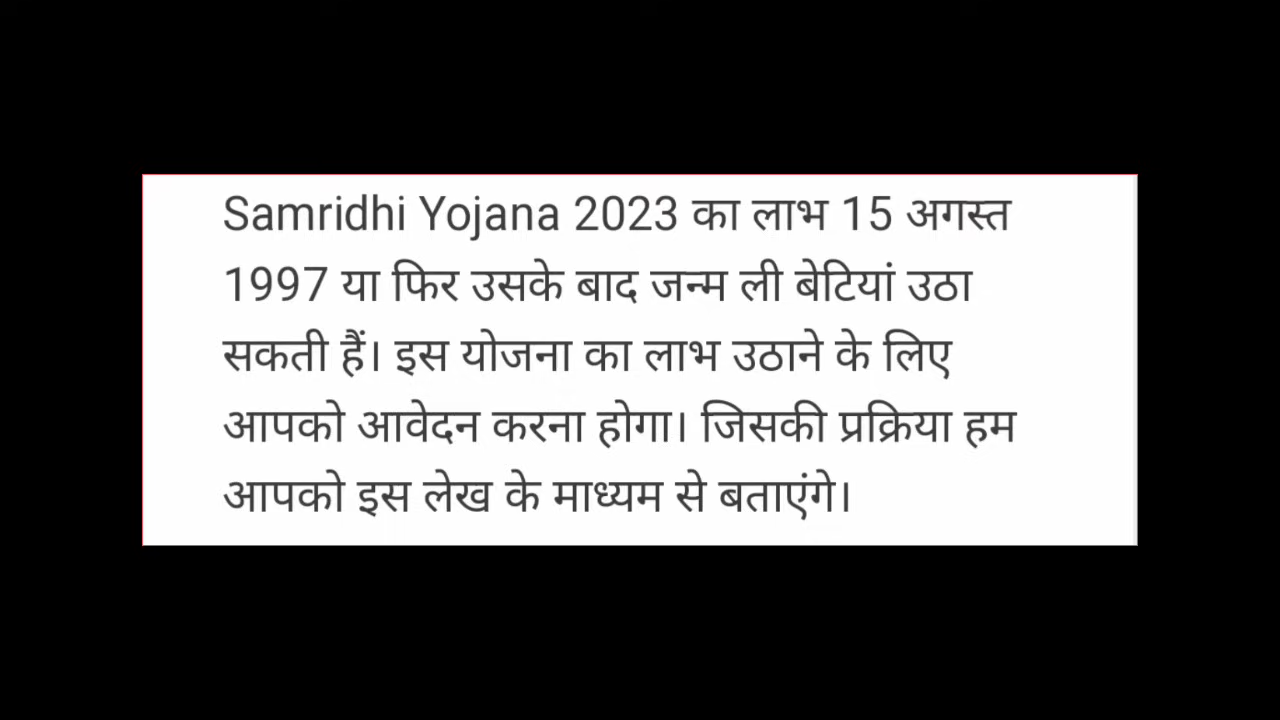 Samridhi Yojana 2023 का लाभ 15 अगस्त
1997 या फिर उसके बाद जन्म ली बेटियां उठा
सकती हैं। इस योजना का लाभ उठाने के लिए
आपको आवेदन करना होगा। जिसकी प्रक्रिया हम
आपको इस लेख के माध्यम से बताएंगे।